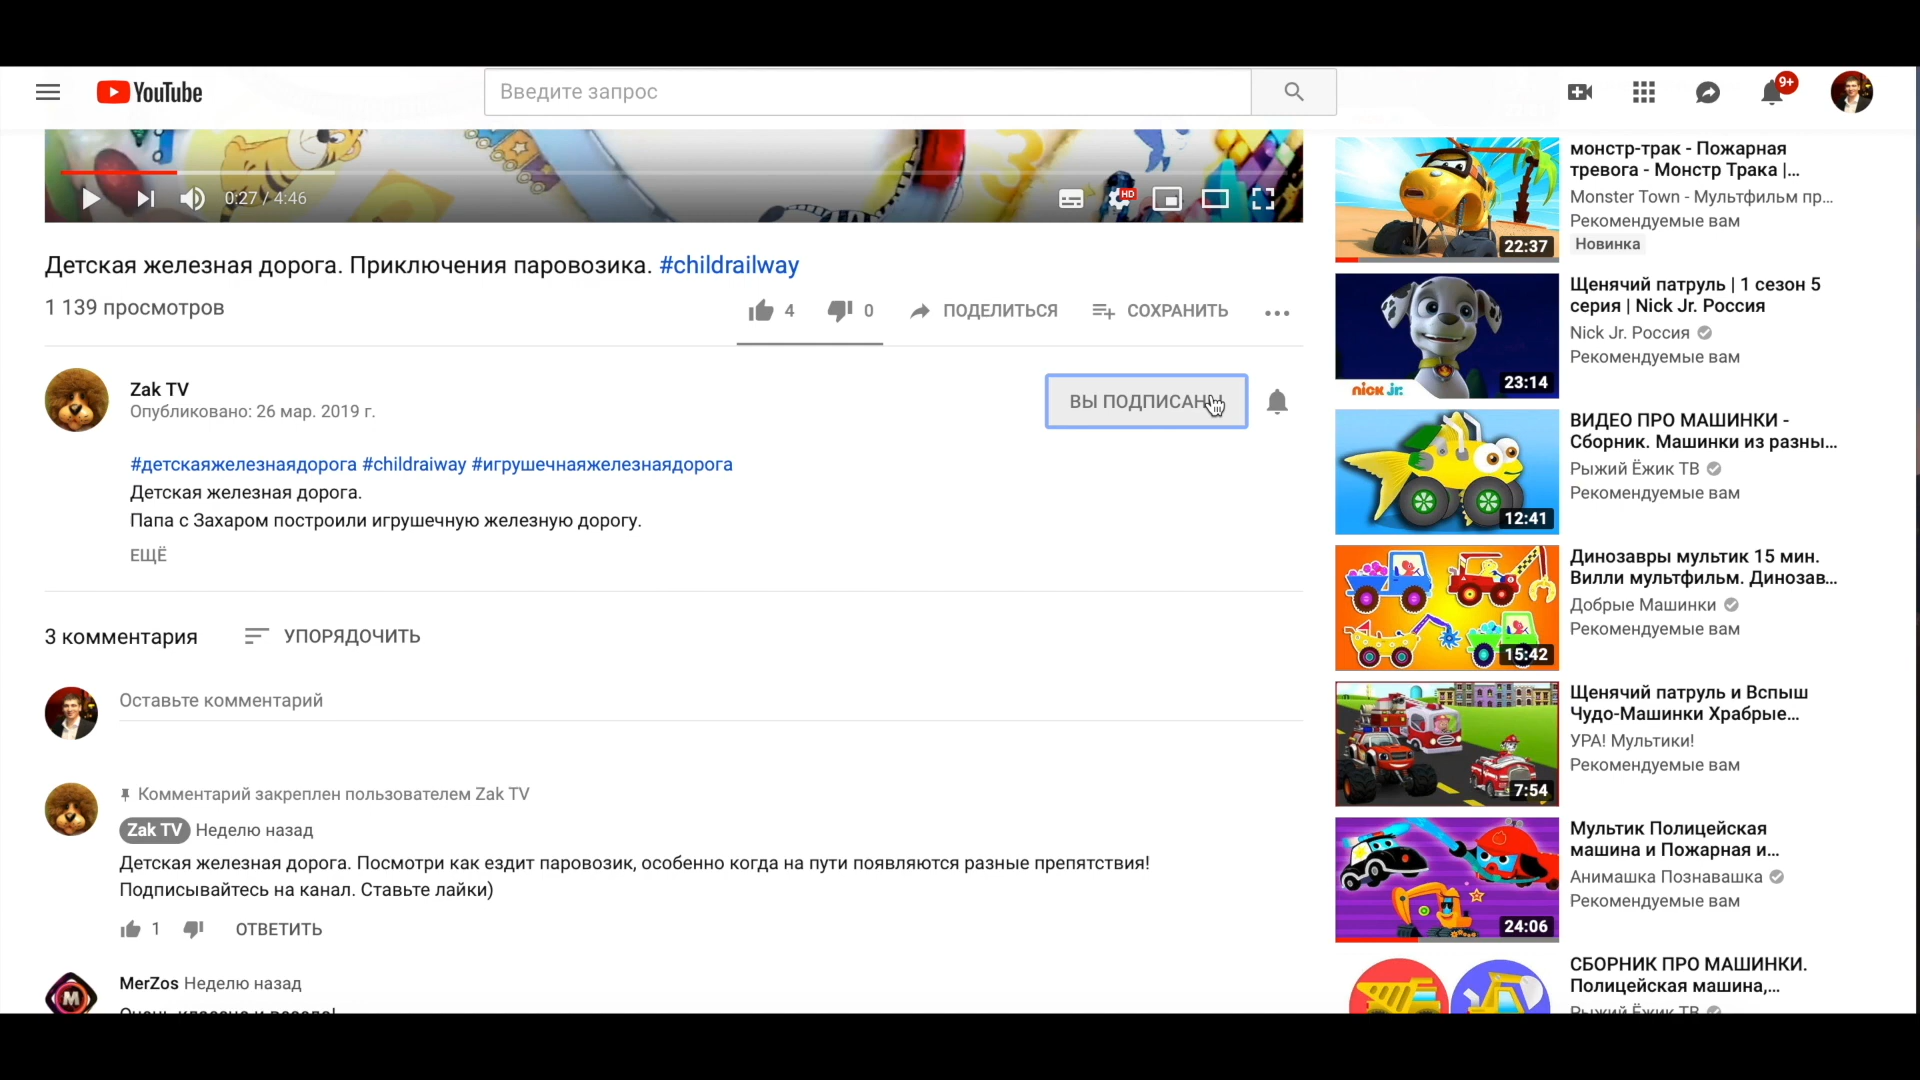 YouTube
Введите запрос
9+
0:27 / 4:46
HD
Детская железная дорога. Приключения паровозика. #childrailway
1 139 просмотров
4
0
ПОДЕЛИТЬСЯ
СОХРАНИТЬ
Zak TV
Опубликовано: 26 мар. 2019 г.
ВЫ ПОДПИСАНЫ
#детскаяжелезнаядорога #childraiway #игрушечнаяжелезнаядорога
Детская железная дорога.
Папа с Захаром построили игрушечную железную дорогу.
ЕЩЁ
3 комментария
УПОРЯДОЧИТЬ
Оставьте комментарий
Комментарий закреплен пользователем Zak TV
Zak TV Неделю назад
Детская железная дорога. Посмотри как ездит паровозик, особенно когда на пути появляются разные препятствия!
Подписывайтесь на канал. Ставьте лайки)
1
ОТВЕТИТЬ
MerZos Неделю назад
M
22:37
монстр-трак - Пожарная
тревога - Монстр Трака |...
Monster Town - Мультфильм пр...
Рекомендуемые вам
Новинка
nick jr.
23:14
Щенячий патруль | 1 сезон 5
серия | Nick Jr. Россия
Nick Jr. Россия
Рекомендуемые вам
12:41
ВИДЕО ПРО МАШИНКИ -
Сборник. Машинки из разны...
Рыжий Ёжик ТВ
Рекомендуемые вам
15:42
Динозавры мультик 15 мин.
Вилли мультфильм. Динозав...
Добрые Машинки
Рекомендуемые вам
7:54
Щенячий патруль и Вспыш
Чудо-Машинки Храбрые...
УРА! Мультики!
Рекомендуемые вам
24:06
Мультик Полицейская
машина и Пожарная и...
Анимашка Познавашка
Рекомендуемые вам
СБОРНИК ПРО МАШИНКИ.
Полицейская машина,...
Рыжий Ёжик ТВ